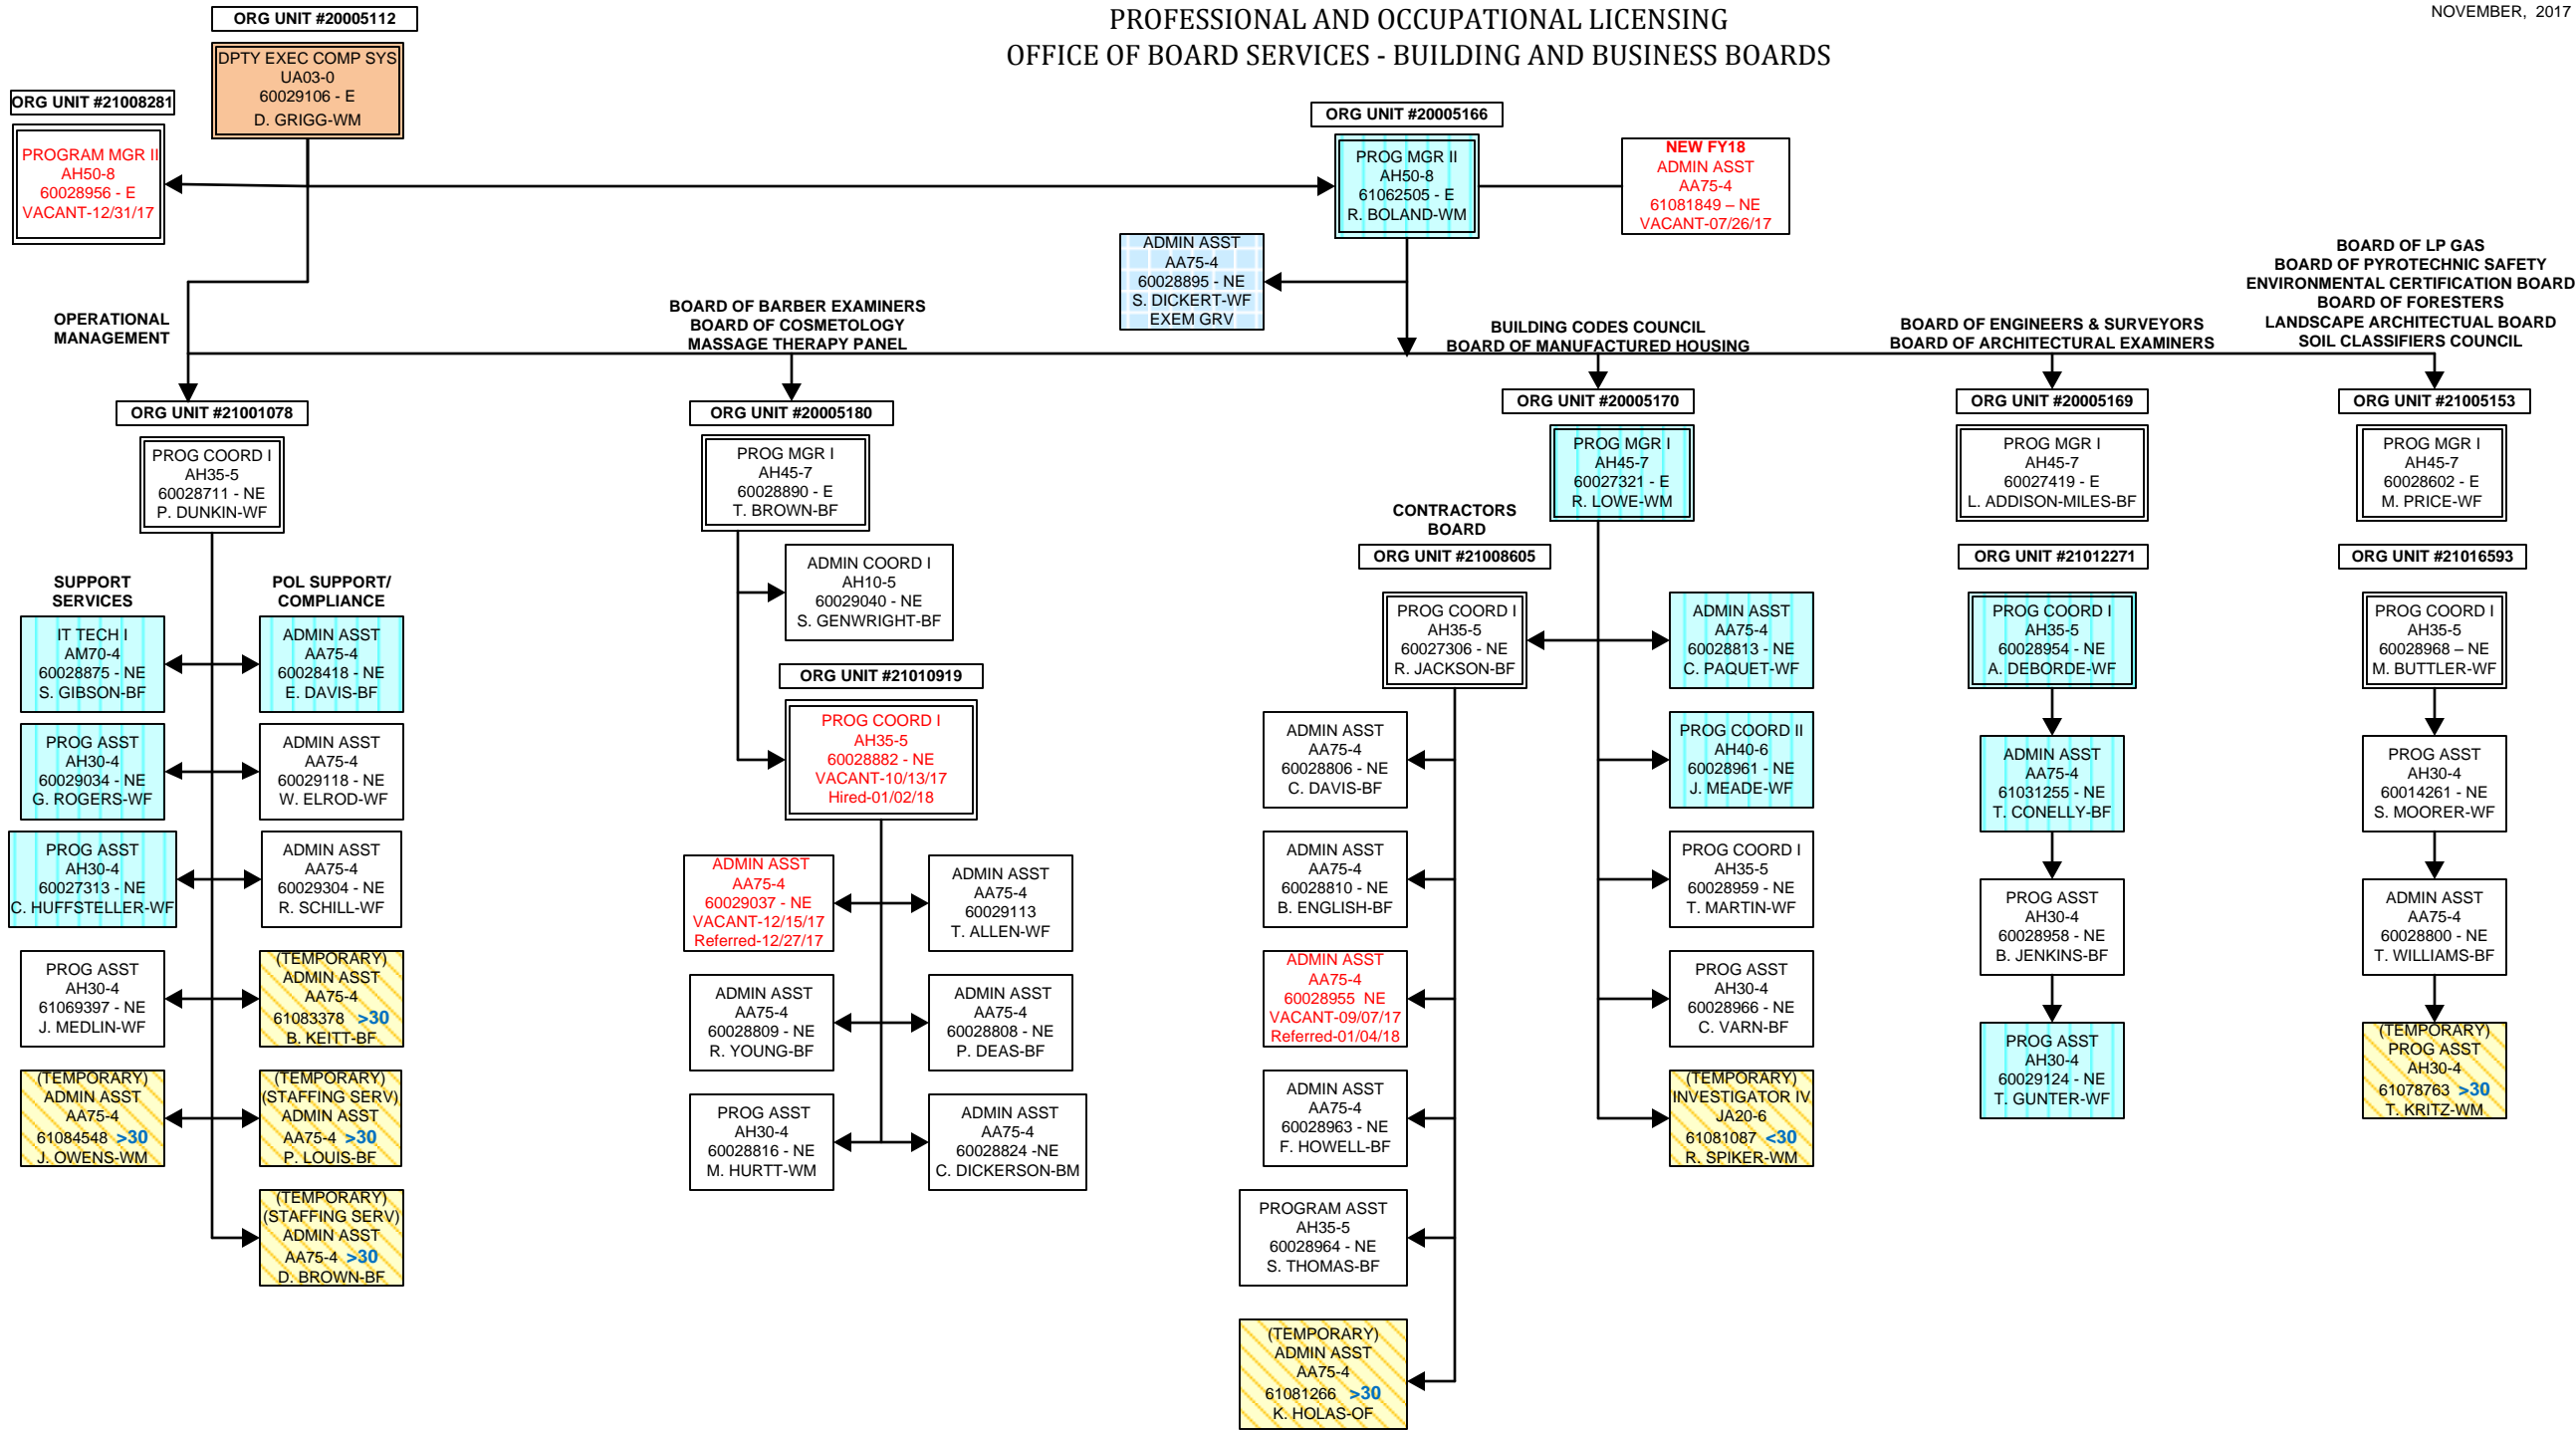 PROFESSIONAL AND OCCUPATIONAL LICENSING
OFFICE OF BOARD SERVICES - BUILDING AND BUSINESS BOARDS
NOVEMBER, 2017
ORG UNIT #20005112
DPTY EXEC COMP SYS
UA03-0
60029106 - E
D. GRIGG-WM
ORG UNIT #21008281
PROGRAM MGR II
AH50-8
60028956 - E
VACANT-12/31/17
ORG UNIT #20005166
PROG MGR II
AH50-8
61062505 - E
R. BOLAND-WM
NEW FY18
ADMIN ASST
AA75-4
61081849 – NE
VACANT-07/26/17
ADMIN ASST
AA75-4
60028895 - NE
S. DICKERT-WF
EXEM GRV
OPERATIONAL
MANAGEMENT
BOARD OF BARBER EXAMINERS
BOARD OF COSMETOLOGY
MASSAGE THERAPY PANEL
BUILDING CODES COUNCIL
BOARD OF MANUFACTURED HOUSING
BOARD OF ENGINEERS & SURVEYORS
BOARD OF ARCHITECTURAL EXAMINERS
BOARD OF LP GAS
BOARD OF PYROTECHNIC SAFETY
ENVIRONMENTAL CERTIFICATION BOARD
BOARD OF FORESTERS
LANDSCAPE ARCHITECTUAL BOARD
SOIL CLASSIFIERS COUNCIL
ORG UNIT #21001078
PROG COORD I
AH35-5
60028711 - NE
P. DUNKIN-WF
SUPPORT
SERVICES
POL SUPPORT/
COMPLIANCE
IT TECH I
AM70-4
60028875 - NE
S. GIBSON-BF
ADMIN ASST
AA75-4
60028418 - NE
E. DAVIS-BF
PROG ASST
AH30-4
60029034 - NE
G. ROGERS-WF
ADMIN ASST
AA75-4
60029118 - NE
W. ELROD-WF
PROG ASST
AH30-4
60027313 - NE
C. HUFFSTELLER-WF
ADMIN ASST
AA75-4
60029304 - NE
R. SCHILL-WF
PROG ASST
AH30-4
61069397 - NE
J. MEDLIN-WF
(TEMPORARY)
ADMIN ASST
AA75-4
61083378 >30
B. KEITT-BF
(TEMPORARY)
ADMIN ASST
AA75-4
61084548 >30
J. OWENS-WM
(TEMPORARY)
(STAFFING SERV)
ADMIN ASST
AA75-4 >30
P. LOUIS-BF
(TEMPORARY)
(STAFFING SERV)
ADMIN ASST
AA75-4 >30
D. BROWN-BF
ORG UNIT #20005180
PROG MGR I
AH45-7
60028890 - E
T. BROWN-BF
ADMIN COORD I
AH10-5
60029040 - NE
S. GENWRIGHT-BF
ORG UNIT #21010919
PROG COORD I
AH35-5
60028882 - NE
VACANT-10/13/17
Hired-01/02/18
ADMIN ASST
AA75-4
60029037 - NE
VACANT-12/15/17
Referred-12/27/17
ADMIN ASST
AA75-4
60029113
T. ALLEN-WF
ADMIN ASST
AA75-4
60028809 - NE
R. YOUNG-BF
ADMIN ASST
AA75-4
60028808 - NE
P. DEAS-BF
PROG ASST
AH30-4
60028816 - NE
M. HURTT-WM
ADMIN ASST
AA75-4
60028824 -NE
C. DICKERSON-BM
ORG UNIT #20005170
PROG MGR I
AH45-7
60027321 - E
R. LOWE-WM
CONTRACTORS
BOARD
ORG UNIT #21008605
PROG COORD I
AH35-5
60027306 - NE
R. JACKSON-BF
ADMIN ASST
AA75-4
60028806 - NE
C. DAVIS-BF
ADMIN ASST
AA75-4
60028810 - NE
B. ENGLISH-BF
ADMIN ASST
AA75-4
60028955 NE
VACANT-09/07/17
Referred-01/04/18
ADMIN ASST
AA75-4
60028963 - NE
F. HOWELL-BF
PROGRAM ASST
AH35-5
60028964 - NE
S. THOMAS-BF
(TEMPORARY)
ADMIN ASST
AA75-4
61081266 >30
K. HOLAS-OF
ADMIN ASST
AA75-4
60028813 - NE
C. PAQUET-WF
PROG COORD II
AH40-6
60028961 - NE
J. MEADE-WF
PROG COORD I
AH35-5
60028959 - NE
T. MARTIN-WF
PROG ASST
AH30-4
60028966 - NE
C. VARN-BF
(TEMPORARY)
INVESTIGATOR IV
JA20-6
61081087 <30
R. SPIKER-WM
ORG UNIT #20005169
PROG MGR I
AH45-7
60027419 - E
L. ADDISON-MILES-BF
ORG UNIT #21012271
PROG COORD I
AH35-5
60028954 - NE
A. DEBORDE-WF
ADMIN ASST
AA75-4
61031255 - NE
T. CONELLY-BF
PROG ASST
AH30-4
60028958 - NE
B. JENKINS-BF
PROG ASST
AH30-4
60029124 - NE
T. GUNTER-WF
ORG UNIT #21005153
PROG MGR I
AH45-7
60028602 - E
M. PRICE-WF
ORG UNIT #21016593
PROG COORD I
AH35-5
60028968 – NE
M. BUTTLER-WF
PROG ASST
AH30-4
60014261 - NE
S. MOORER-WF
ADMIN ASST
AA75-4
60028800 - NE
T. WILLIAMS-BF
(TEMPORARY)
PROG ASST
AH30-4
61078763 >30
T. KRITZ-WM